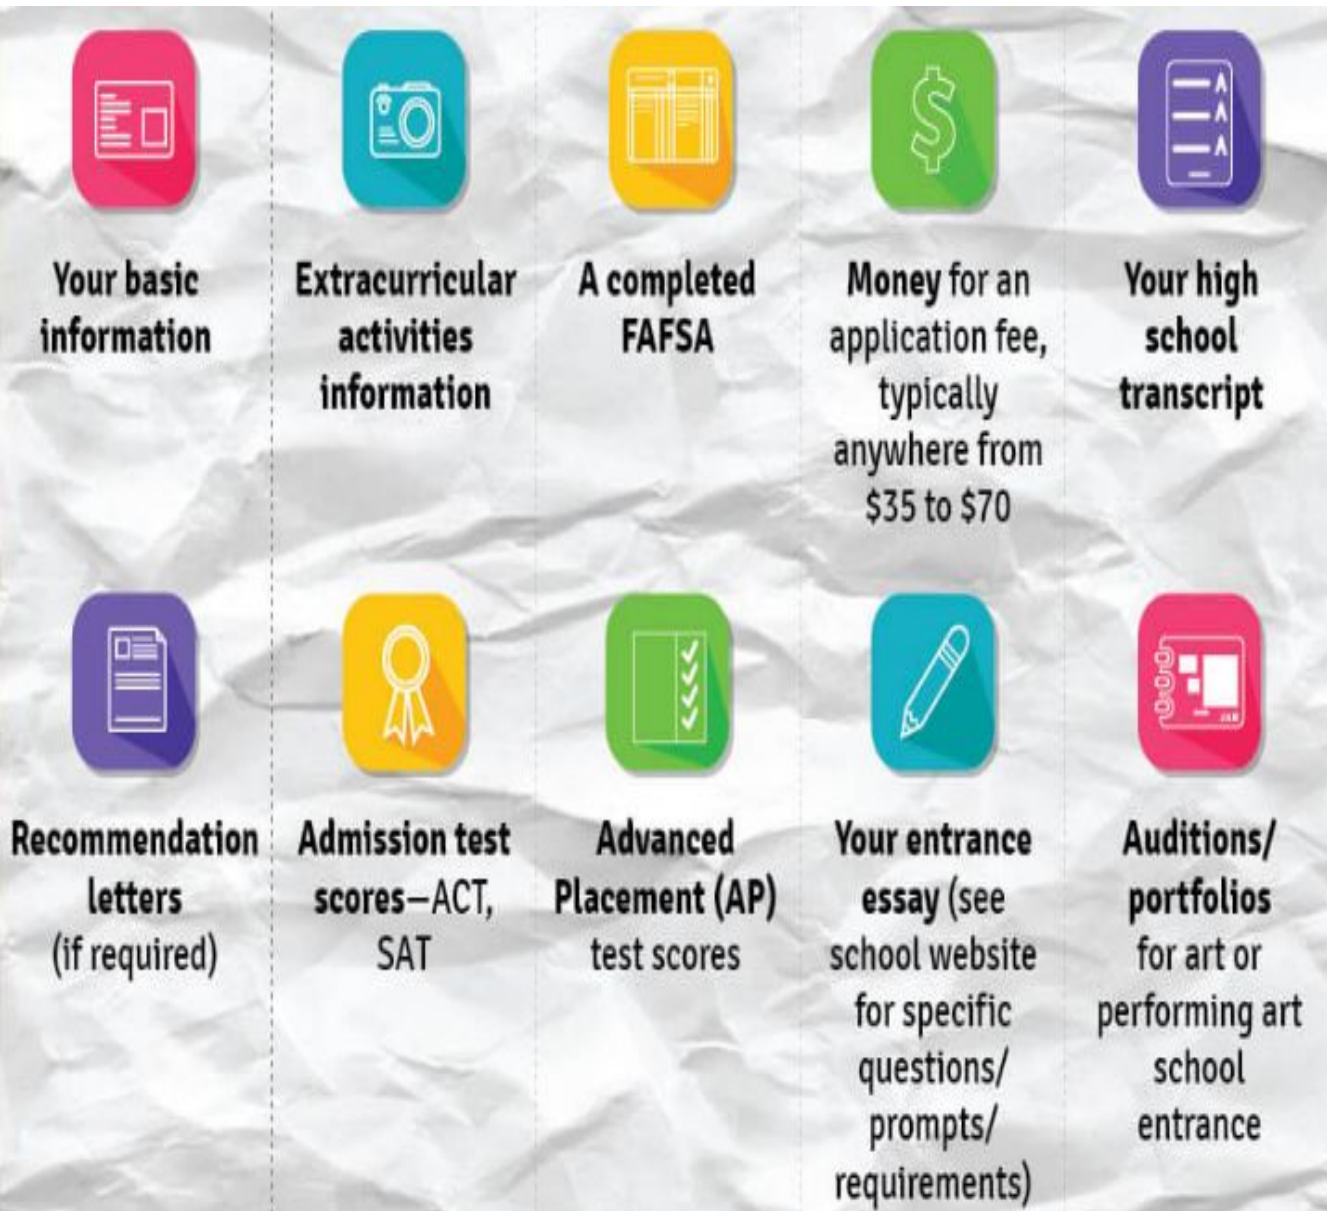 Your basic
information
Extracurricular
activities
information
A completed
FAFSA
Money for an
application fee,
typically
anywhere from
$35 to $70
Your high
school
transcript
Recommendation
letters
(if required)
Admission test
scores—ACT,
SAT
Advanced
Placement (AP)
test scores
Your entrance
essay (see
school website
for specific
questions/
prompts/
requirements)
Auditions/
portfolios
for art or
performing art
school
entrance